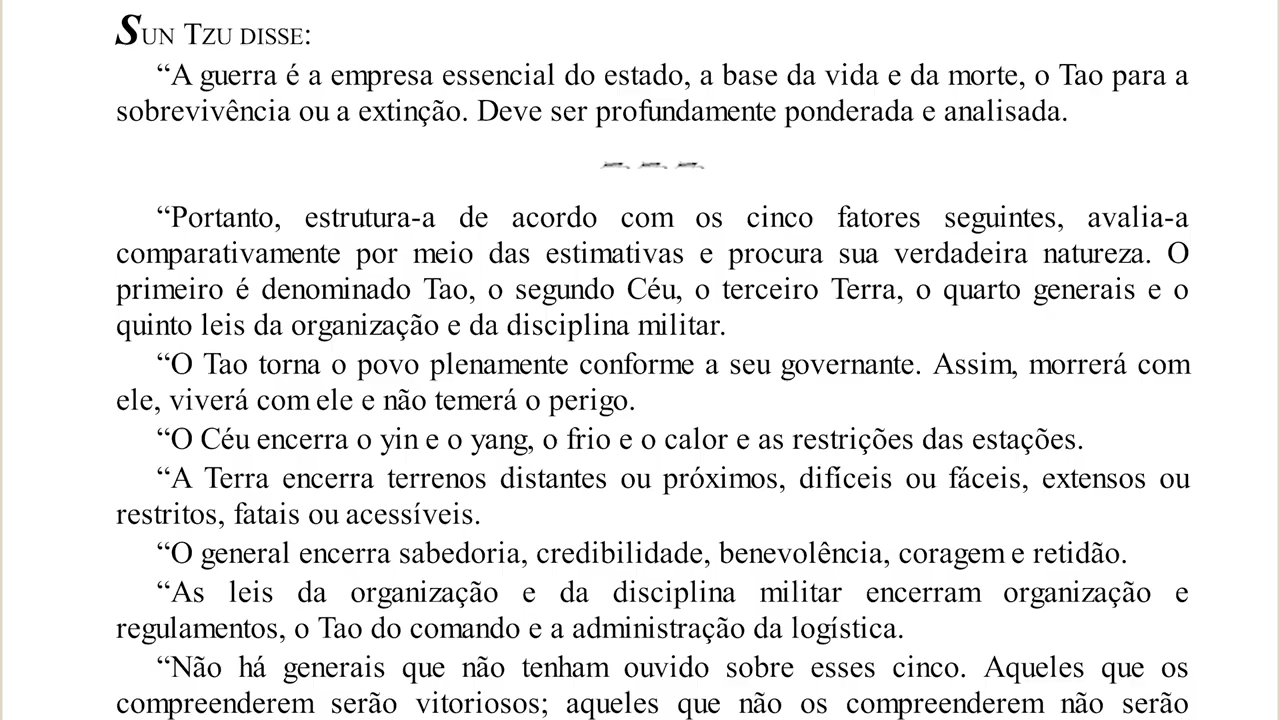 SUN TZU DISSE:
“A guerra é a empresa essencial do estado, a base da vida e da morte, o Tao para a
sobrevivência ou a extinção. Deve ser profundamente ponderada e analisada.
“Portanto, estrutura-a de acordo com os cinco fatores seguintes, avalia-a
comparativamente por meio das estimativas e procura sua verdadeira natureza. O
primeiro é denominado Tao, o segundo Céu, o terceiro Terra, o quarto generais e o
quinto leis da organização e da disciplina militar.
“O Tao torna o povo plenamente conforme a seu governante. Assim, morrerá com
ele, viverá com ele e não temerá o perigo.
“O Céu encerra o yin e o yang, o frio e o calor e as restrições das estações.
“A Terra encerra terrenos distantes ou próximos, difíceis ou fáceis, extensos ou
restritos, fatais ou acessíveis.
“O general encerra sabedoria, credibilidade, benevolência, coragem e retidão.
“As leis da organização e da disciplina militar encerram organização e
regulamentos, o Tao do comando e a administração da logística.
“Não há generais que não tenham ouvido sobre esses cinco. Aqueles que os
compreenderem serão vitoriosos; aqueles que não os compreenderem não serão